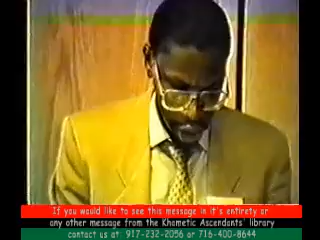 If you would like to see this message in it's entirety or
any other message from the Khametic Ascendants' library
contact us at: 917-232-2056 or 716-400-8644